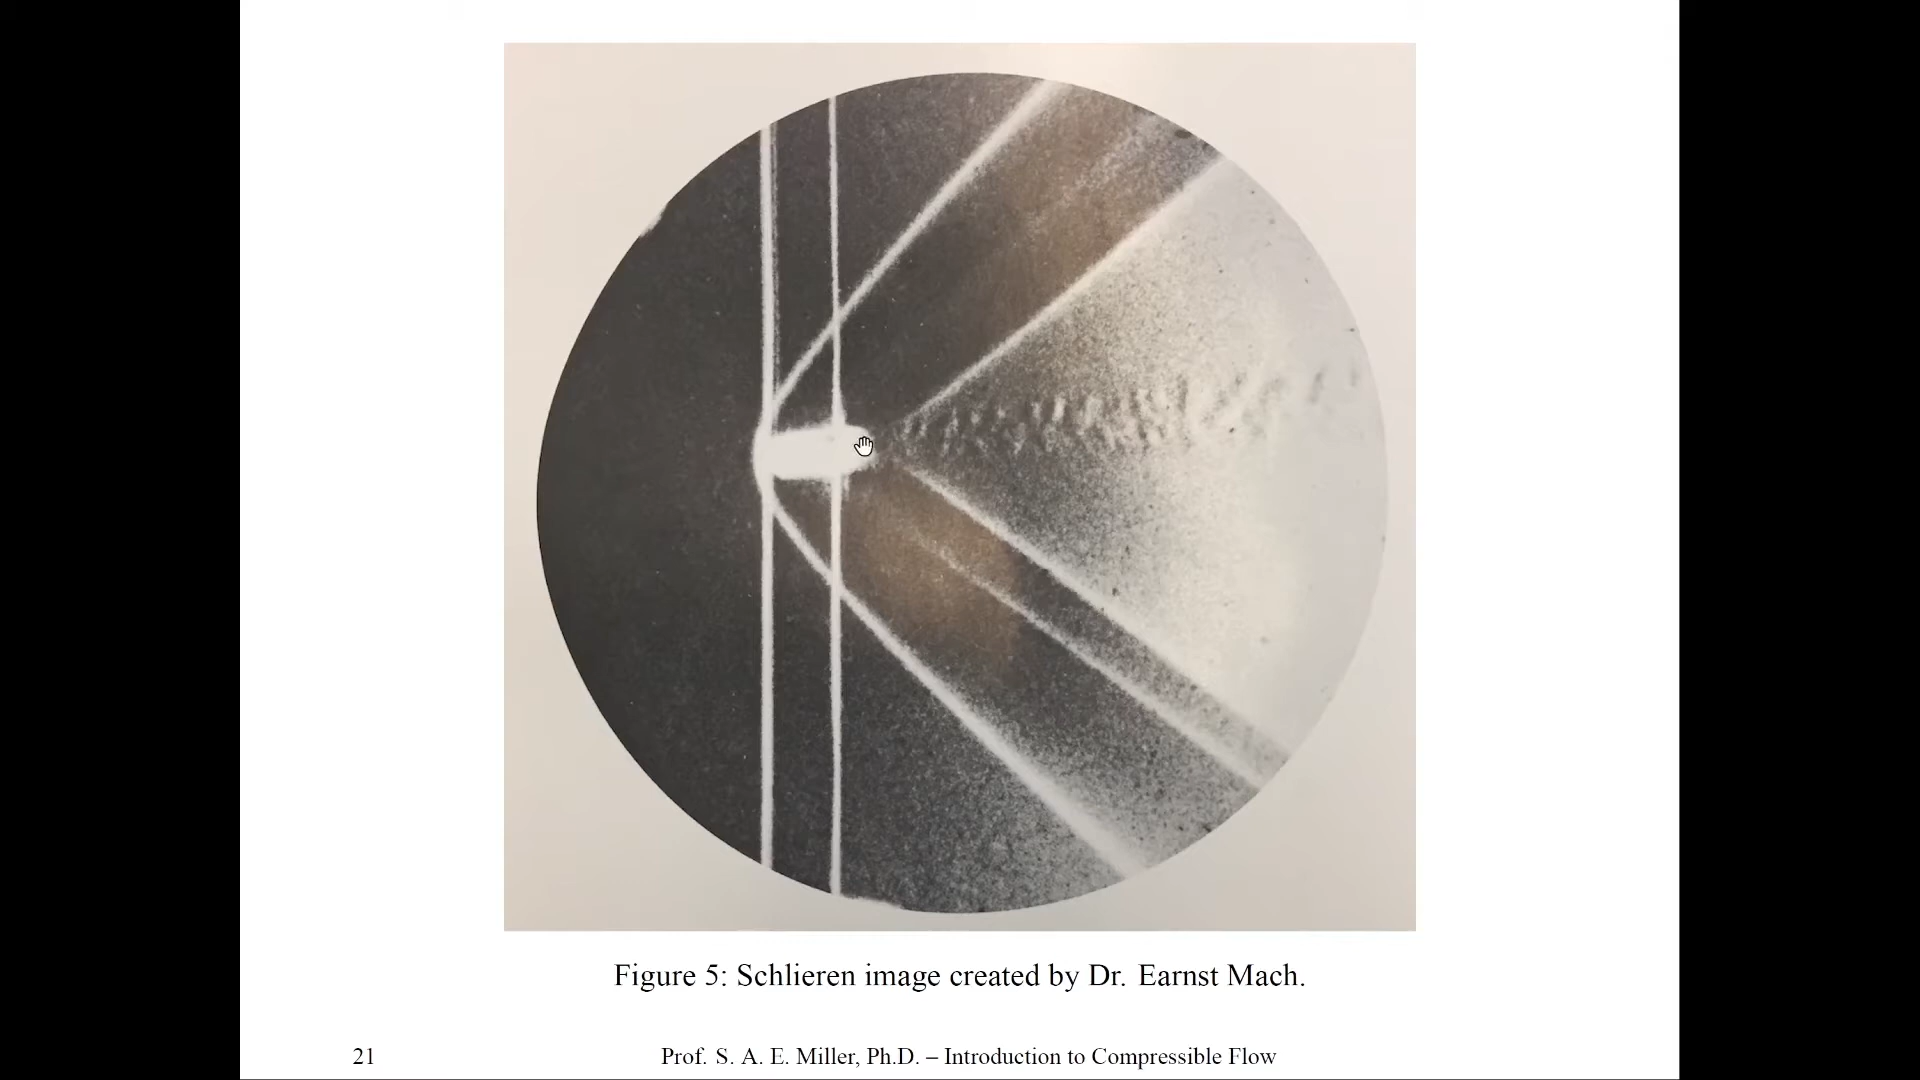 Figure 5: Schlieren image created by Dr. Earnst Mach.
21 Prof. S. A. E. Miller, Ph.D. – Introduction to Compressible Flow